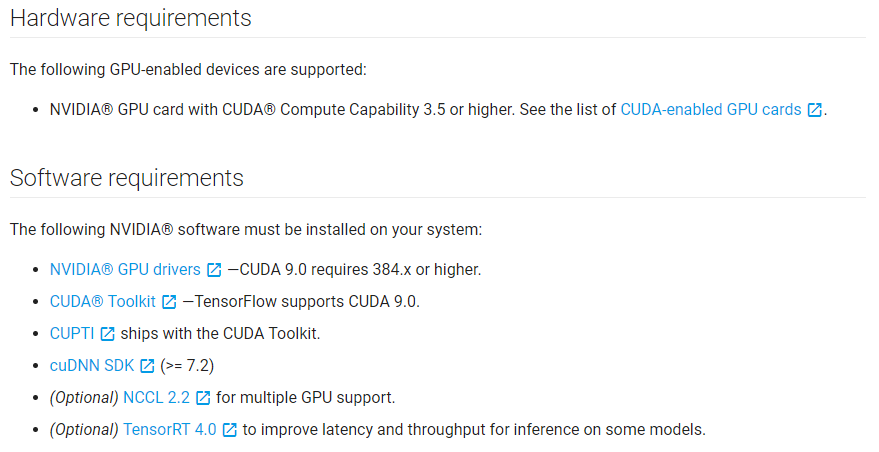 Hardware requirements
The following GPU-enabled devices are supported:
• NVIDIA® GPU card with CUDA® Compute Capability 3.5 or higher. See the list of CUDA-enabled GPU cards.
Software requirements
The following NVIDIA® software must be installed on your system:
• NVIDIA® GPU drivers —CUDA 9.0 requires 384.x or higher.
• CUDA® Toolkit —TensorFlow supports CUDA 9.0.
• CUPTI ships with the CUDA Toolkit.
• cuDNN SDK (>= 7.2)
• (Optional) NCCL 2.2 for multiple GPU support.
• (Optional) TensorRT 4.0 to improve latency and throughput for inference on some models.